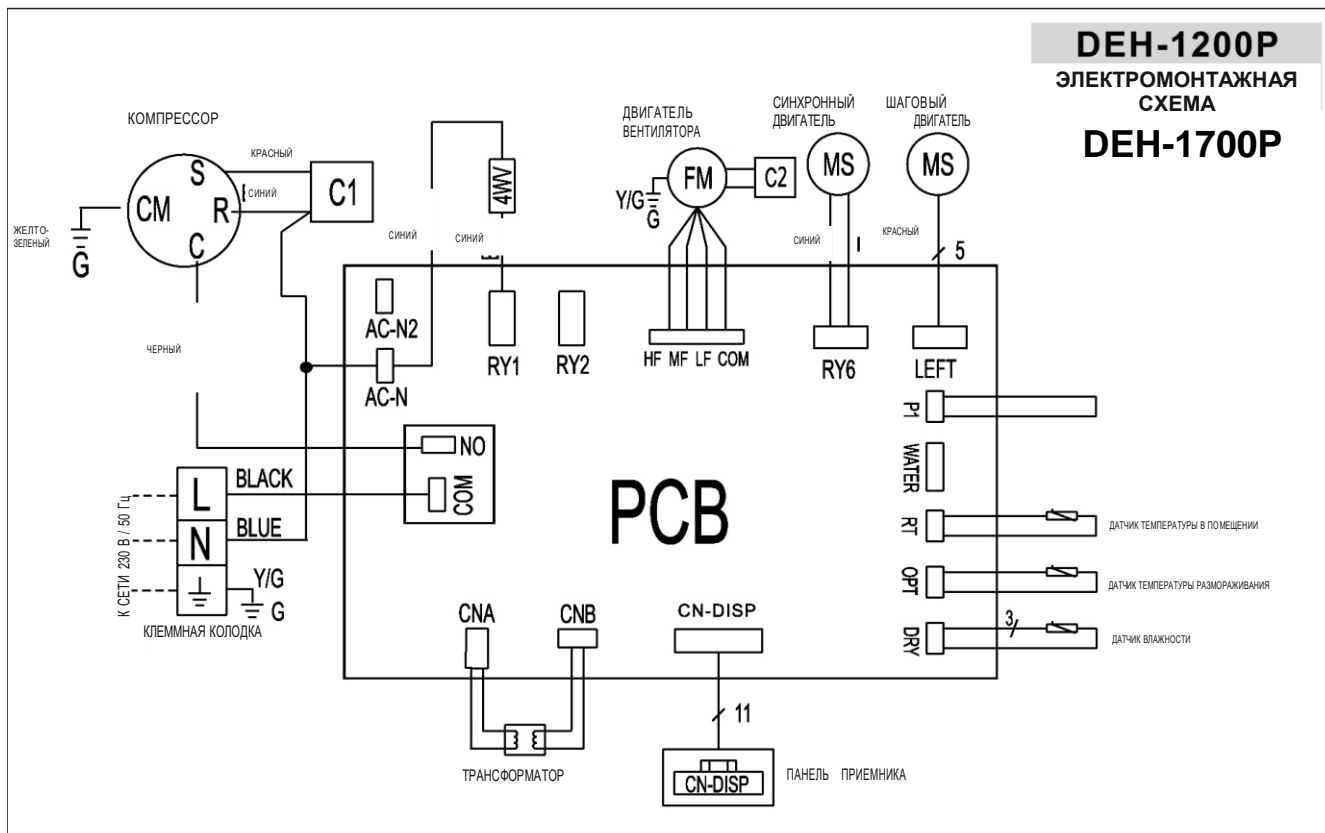 DEH-1200P
ЭЛЕКТРОМОНТАЖНАЯ
СХЕМА
DEH-1700P
КОМПРЕССОР
ДВИГАТЕЛЬ
ВЕНТИЛЯТОРА
СИНХРОННЫЙ
ДВИГАТЕЛЬ
ШАГОВЫЙ
ДВИГАТЕЛЬ
КРАСНЫЙ
СИНИЙ
S
CM
R
C
C1
4WV
FM
C2
MS
MS
Y/G
G
ЖЕЛТО-
ЗЕЛЕНЫЙ
G
СИНИЙ
СИНИЙ
СИНИЙ
КРАСНЫЙ
5
AC-N2
RY1
RY2
HF MF LF COM
RY6
LEFT
ЧЕРНЫЙ
AC-N
P1
NO
COM
WATER
L
BLACK
PCB
RT
ДАТЧИК ТЕМПЕРАТУРЫ В ПОМЕЩЕНИИ
N
BLUE
К СЕТИ 230 В / 50 Гц
Y/G
G
OPT
ДАТЧИК ТЕМПЕРАТУРЫ РАЗМОРАЖИВАНИЯ
КЛЕММНАЯ КОЛОДКА
CNA
CNB
CN-DISP
3
DRY
ДАТЧИК ВЛАЖНОСТИ
11
ТРАНСФОРМАТОР
CN-DISP
ПАНЕЛЬ ПРИЕМНИКА